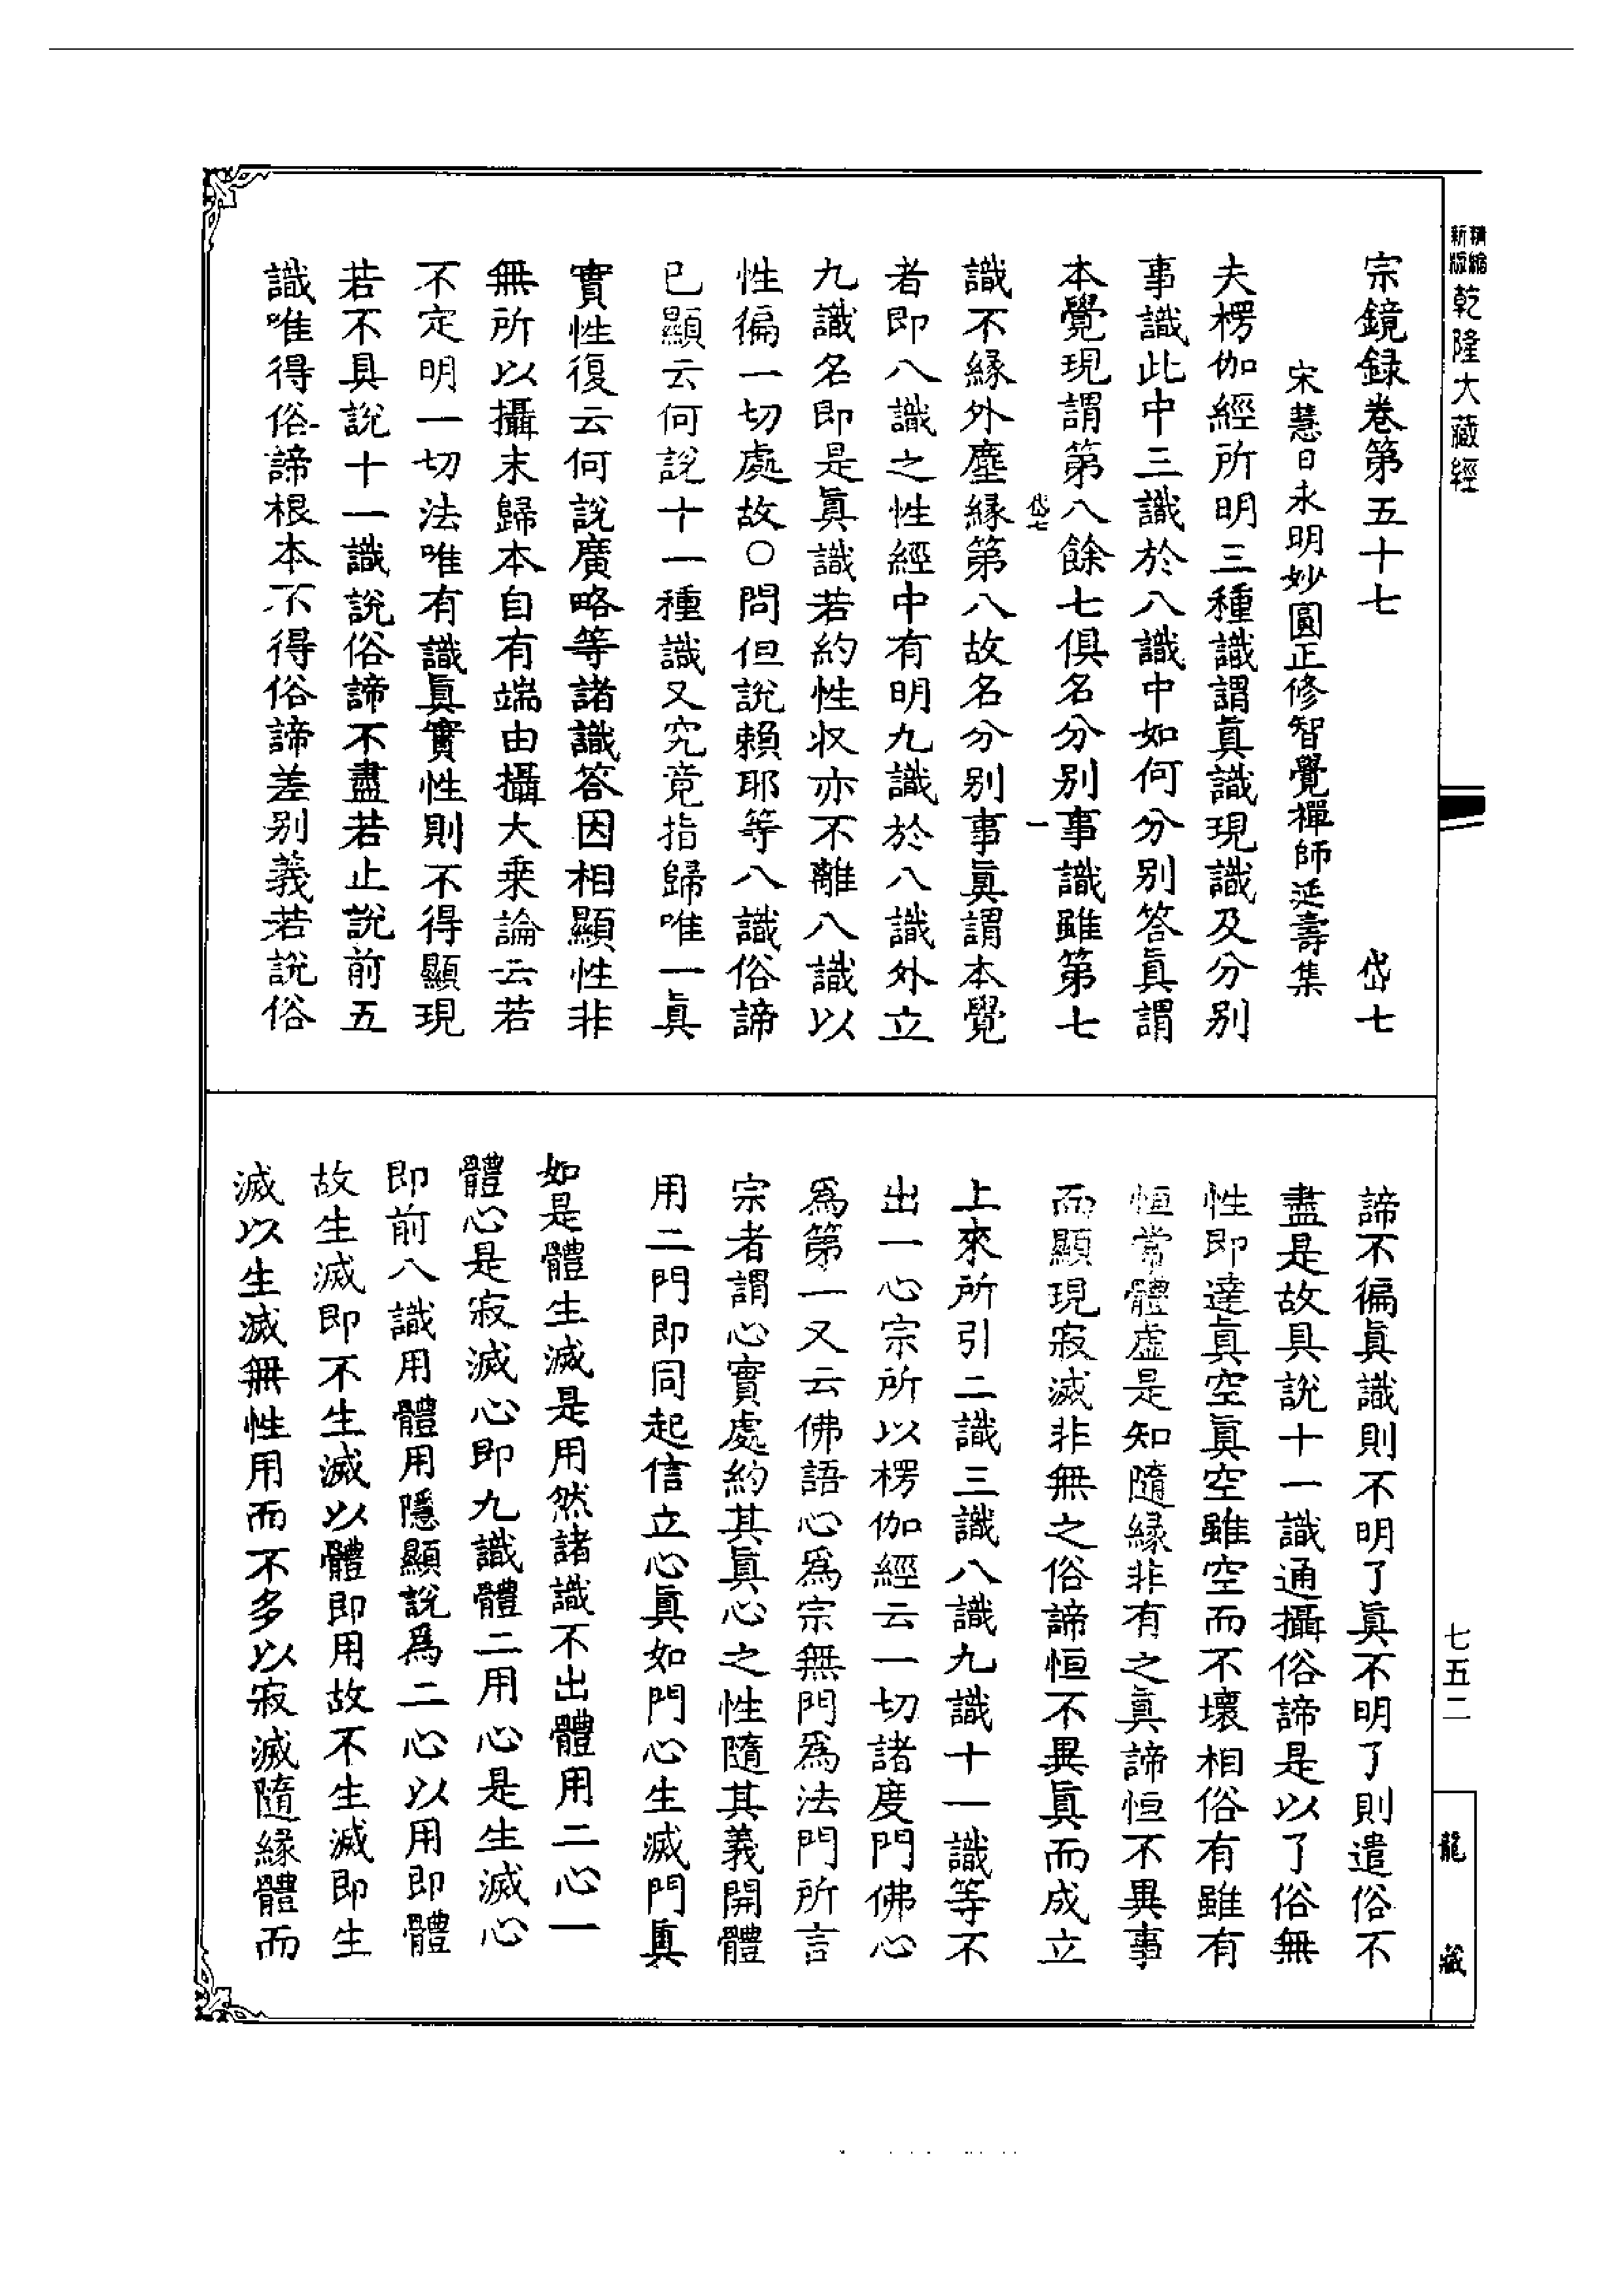 精縮
新版
乾隆大藏經
宗鏡録卷第五十七 岱七
宋慧日永明妙圓正修智覺禪師延壽集
夫楞伽經所明三種識謂眞識現識及分別
事識此中三識於八識中如何分別答眞謂
本覺現謂第八餘七俱名分別事識雖第七
岱七 一
識不緣外塵緣第八故名分別事眞謂本覺
者即八識之性經中有明九識於八識外立
九識名即是眞識若約性收亦不離八識以
性徧一切處故○問但說賴耶等八識俗諦
已顯云何說十一種識又究竟指歸唯一眞
實性復云何說廣略等諸識答因相顯性非
無所以攝末歸本自有端由攝大乗論云若
不定明一切法唯有識眞實性則不得顯現
若不具說十一識說俗諦不盡若止說前五
識唯得俗諦根本不得俗諦差別義若說俗
諦不徧眞識則不明了眞不明了則遣俗不
盡是故具說十一識通攝俗諦是以了俗無
性即達眞空眞空雖空而不壞相俗有雖有
恒常體虛是知隨緣非有之眞諦恒不異事
而顯現寂滅非無之俗諦恒不異眞而成立
上來所引二識三識八識九識十一識等不
出一心宗所以楞伽經云一切諸度門佛心
爲第一又云佛語心爲宗無門爲法門所言
宗者謂心實處約其眞心之性隨其義開體
用二門即同起信立心眞如門心生滅門眞
如是體生滅是用然諸識不出體用二心一
體心是寂滅心即九識體二用心是生滅心
即前八識用體用隱顯說爲二心以用即體
故生滅即不生滅以體即用故不生滅即生
滅以生滅無性用而不多以寂滅隨緣體而
七五二
龍藏